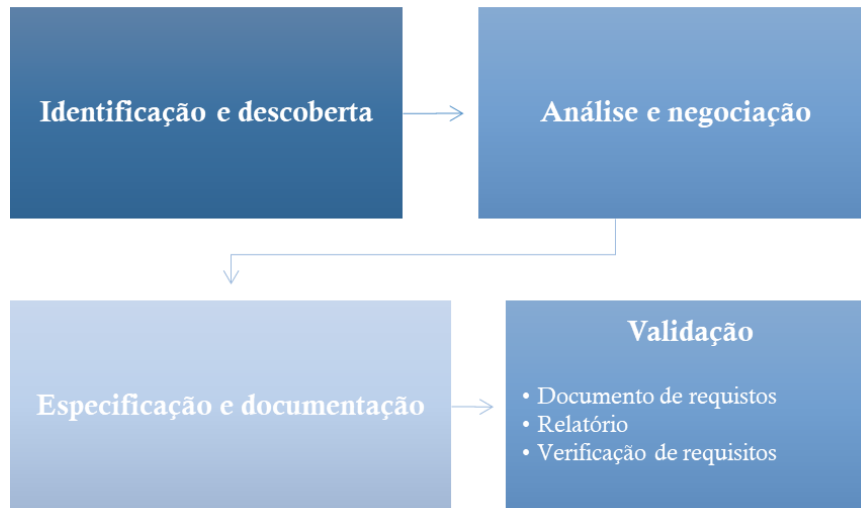 Identificação e descoberta
Análise e negociação
Especificação e documentação
Validação
• Documento de requistos
• Relatório
• Verificação de requisitos